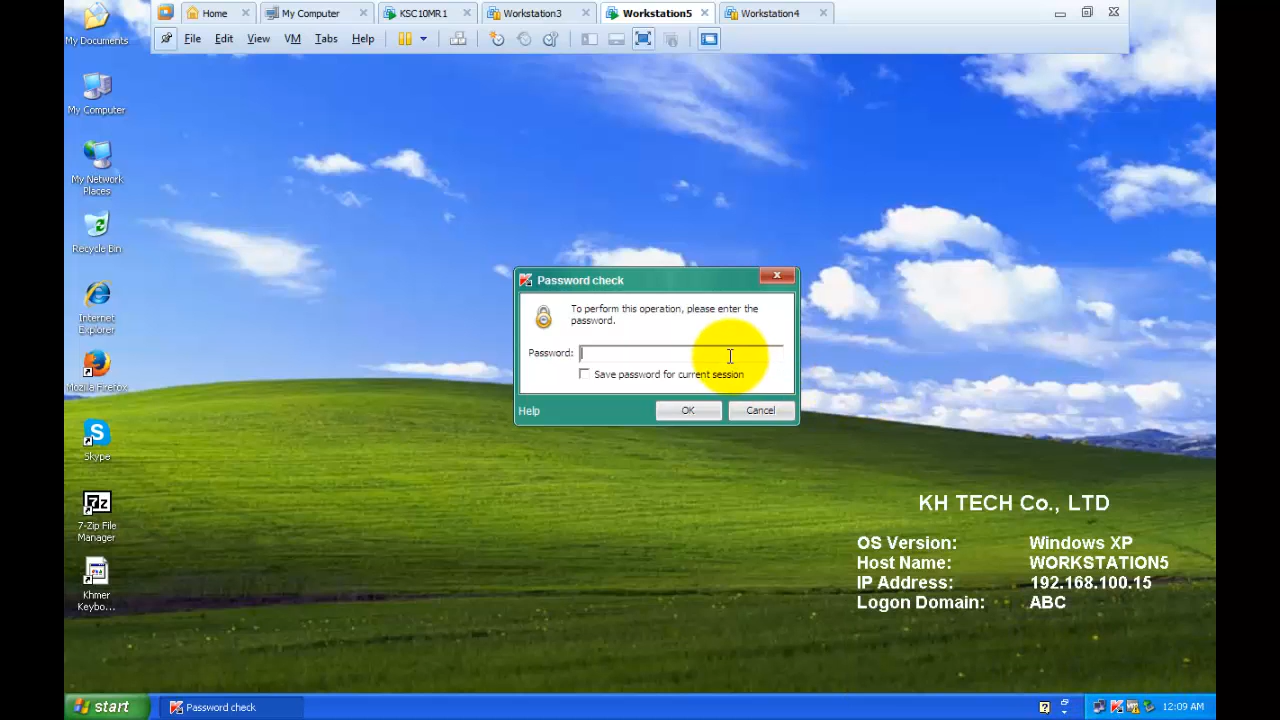 Home
My Computer
KSC10MR1
Workstation3
Workstation5
Workstation4
File
Edit
View
VM
Tabs
Help
My Documents
My Computer
My Network
Places
Recycle Bin
Internet
Explorer
Mozilla Firefox
Skype
7-Zip File
Manager
Khmer
Keybo...
Password check
To perform this operation, please enter the
password.
Password:
Save password for current session
Help
OK
Cancel
KH TECH Co., LTD
OS Version: Windows XP
Host Name: WORKSTATION5
IP Address: 192.168.100.15
Logon Domain: ABC
start
Password check
12:09 AM